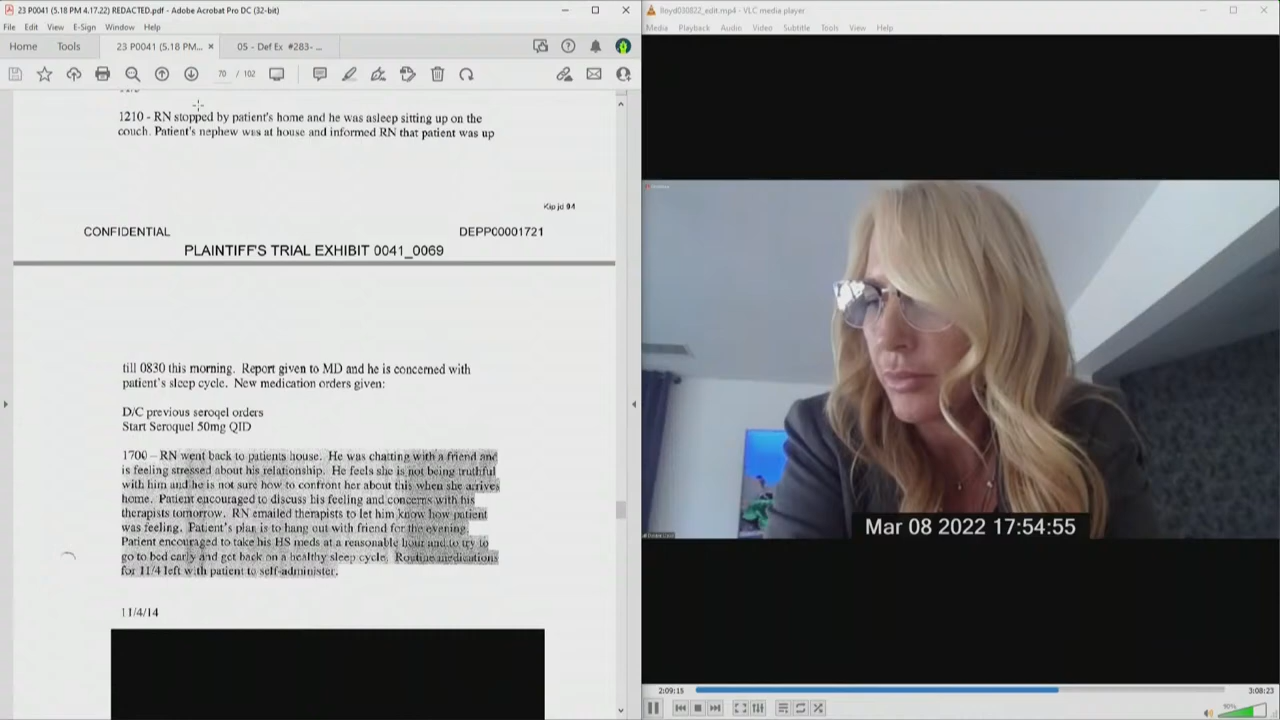 23 P0041 (5.18 PM 4.17.22) REDACTED.pdf - Adobe Acrobat Pro DC (32-bit)
File Edit View E-Sign Window Help
Home Tools 23 P0041 (5.18 PM... × 05 - Def Ex #283- ...
70 / 102
1210 - RN stopped by patient's home and he was asleep sitting up on the
couch. Patient's nephew was at house and informed RN that patient was up
Kip jd 94
CONFIDENTIAL DEPP00001721
PLAINTIFF'S TRIAL EXHIBIT 0041_0069
till 0830 this morning. Report given to MD and he is concerned with
patient's sleep cycle. New medication orders given:
D/C previous seroqel orders
Start Seroquel 50mg QID
1700 – RN went back to patients house. He was chatting with a friend and
is feeling stressed about his relationship. He feels she is not being truthful
with him and he is not sure how to confront her about this when she arrives
home. Patient encouraged to discuss his feeling and concerns with his
therapists tomorrow. RN emailed therapists to let him know how patient
was feeling. Patient's plan is to hang out with friend for the evening.
Patient encouraged to take his HS meds at a reasonable hour and to try to
go to bed early and get back on a healthy sleep cycle. Routine medications
for 11/4 left with patient to self-administer.
11/4/14
lloyd030822_edit.mp4 - VLC media player
Media Playback Audio Video Subtitle Tools View Help
Mar 08 2022 17:54:55
2:09:15 3:08:23
90%